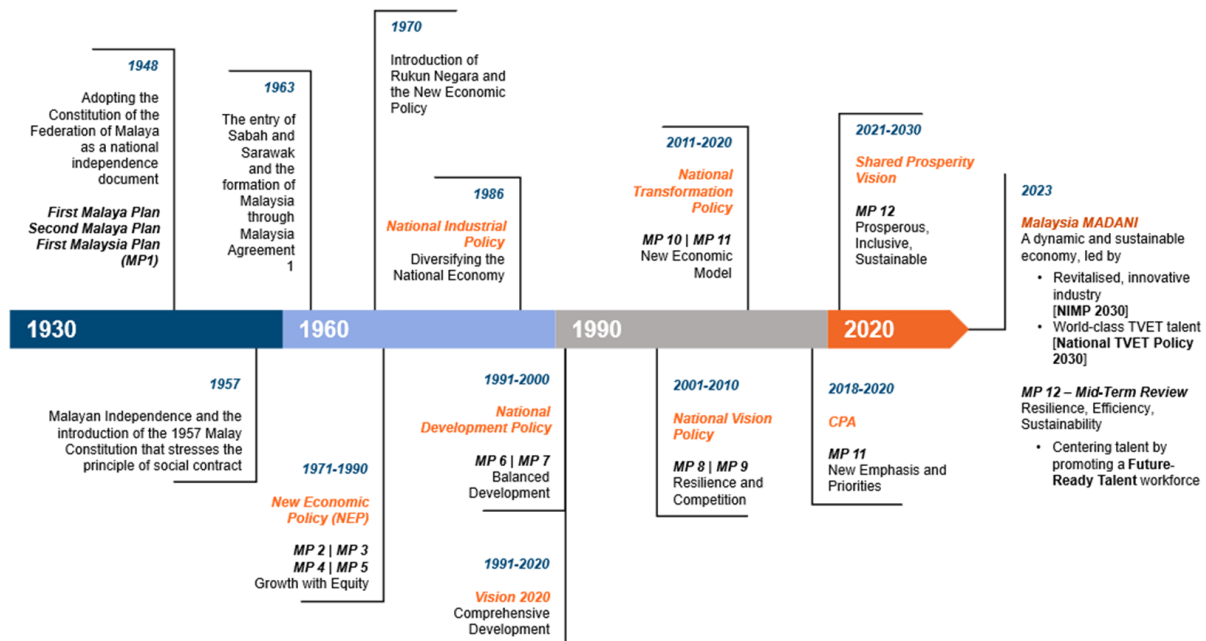 1948
Adopting the
Constitution of the
Federation of Malaya
as a national
independence
document
First Malaya Plan
Second Malaya Plan
First Malaysia Plan
(MP1)
1963
The entry of
Sabah and
Sarawak
and the
formation of
Malaysia
through
Malaysia
Agreement
1
1970
Introduction of
Rukun Negara and
the New Economic
Policy
1986
National Industrial
Policy
Diversifying the
National Economy
2011-2020
National
Transformation
Policy
MP 10 | MP 11
New Economic
Model
2021-2030
Shared Prosperity
Vision
MP 12
Prosperous,
Inclusive,
Sustainable
2023
Malaysia MADANI
A dynamic and sustainable
economy, led by
• Revitalised, innovative
industry
[NIMP 2030]
• World-class TVET talent
[National TVET Policy
2030]
MP 12 – Mid-Term Review
Resilience, Efficiency,
Sustainability
• Centering talent by
promoting a Future-
Ready Talent workforce
1930
1960
1990
2020
1957
Malayan Independence and the
introduction of the 1957 Malay
Constitution that stresses the
principle of social contract
1971-1990
New Economic
Policy (NEP)
MP 2 | MP 3
MP 4 | MP 5
Growth with Equity
1991-2000
National
Development Policy
MP 6 | MP 7
Balanced
Development
1991-2020
Vision 2020
Comprehensive
Development
2001-2010
National Vision
Policy
MP 8 | MP 9
Resilience and
Competition
2018-2020
CPA
MP 11
New Emphasis and
Priorities